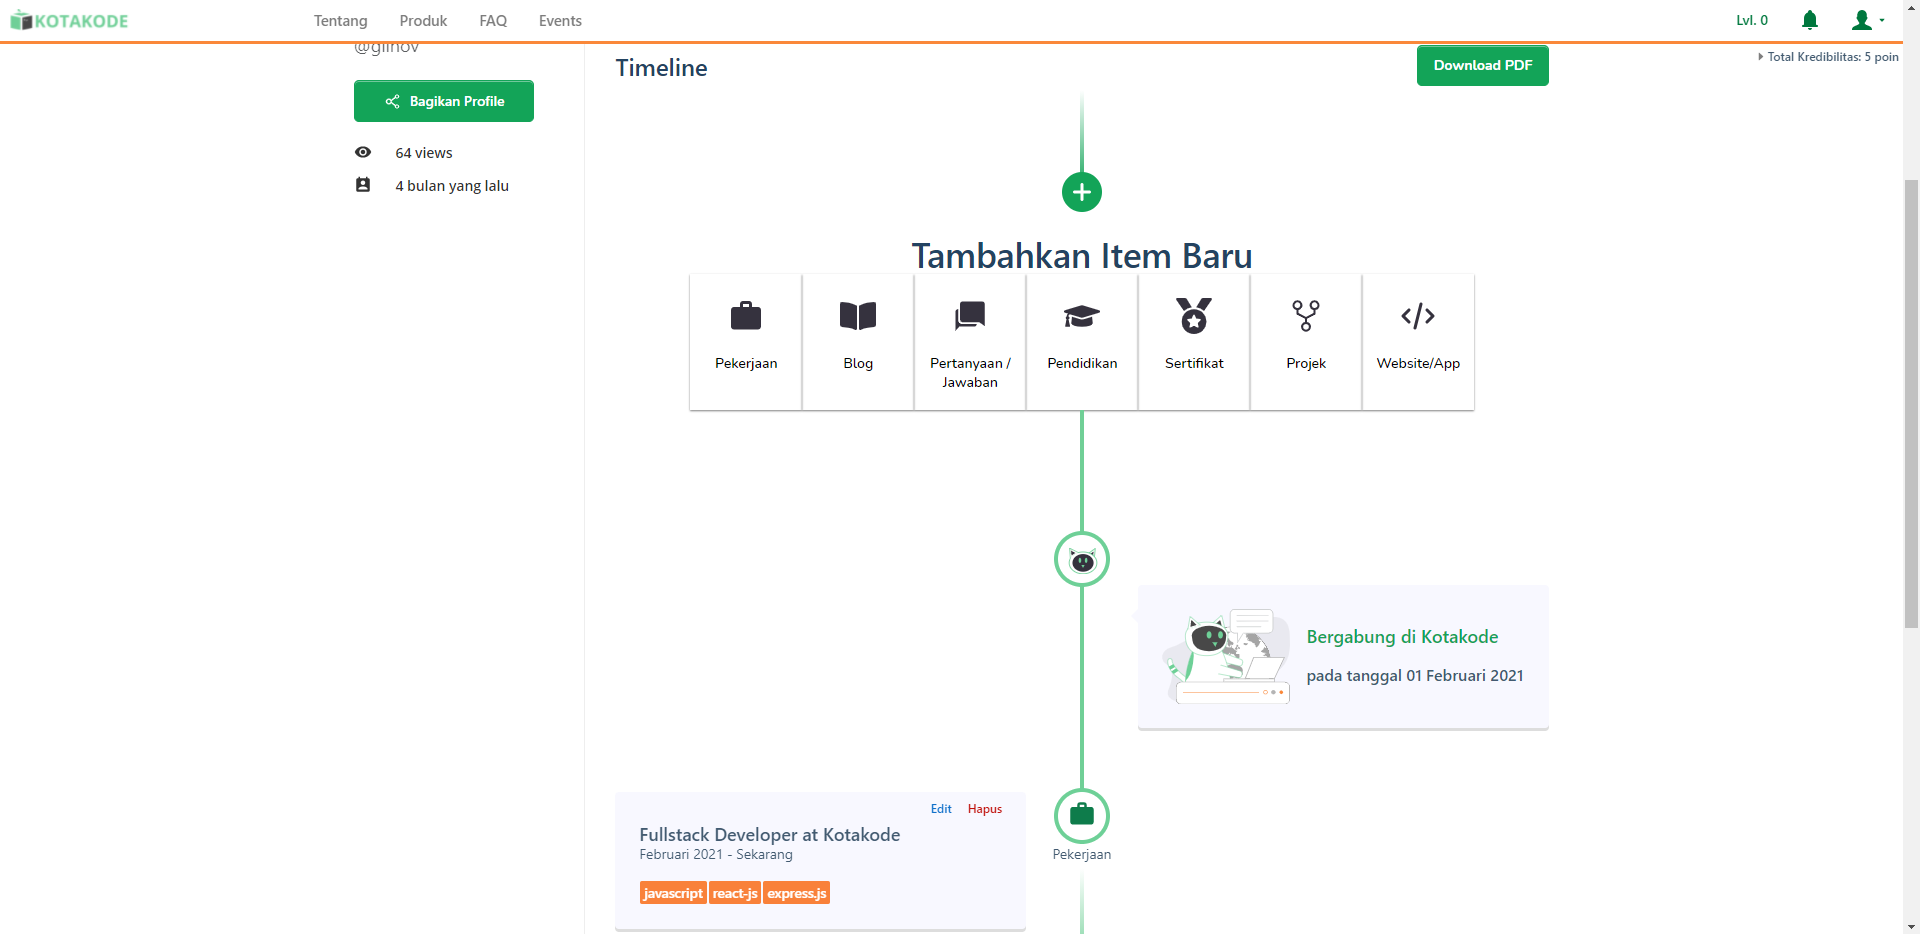 KOTAKODE
Tentang
Produk
FAQ
Events
Lvl. 0
Total Kredibilitas: 5 poin
Bagikan Profile
64 views
4 bulan yang lalu
Timeline
Download PDF
Tambahkan Item Baru
Pekerjaan
Blog
Pertanyaan /
Jawaban
Pendidikan
Sertifikat
Projek
Website/App
Bergabung di Kotakode
pada tanggal 01 Februari 2021
Edit
Hapus
Fullstack Developer at Kotakode
Februari 2021 - Sekarang
javascript
react-js
express.js
Pekerjaan